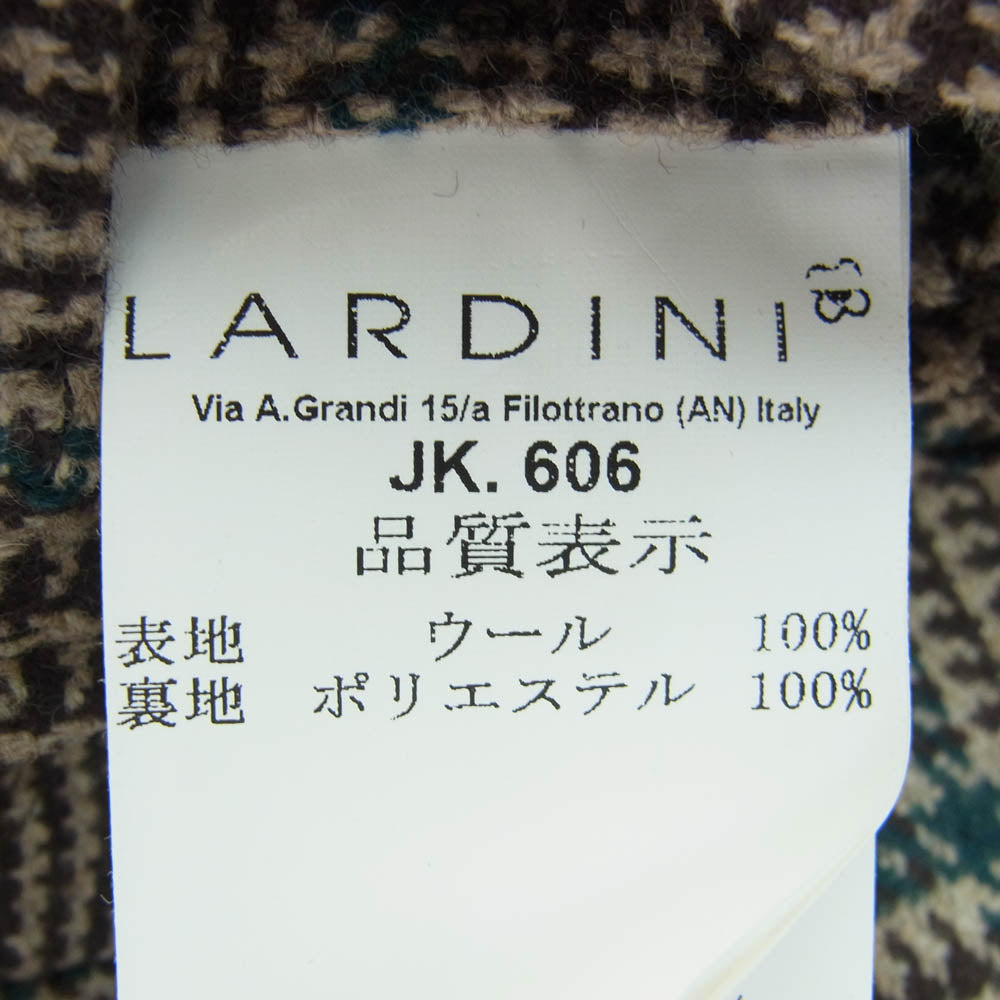 LARDINI
Via A.Grandi 15/a Filottrano (AN) Italy
JK. 606
品質表示
表地 ウール 100%
裏地 ポリエステル 100%